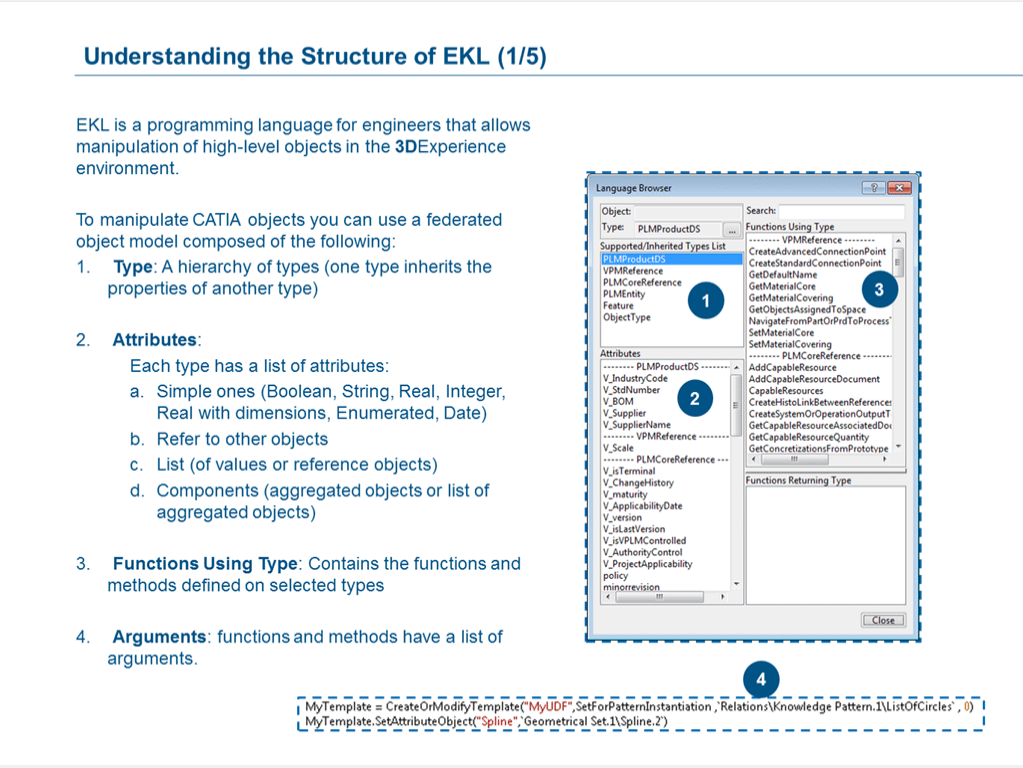 Understanding the Structure of EKL (1/5)
EKL is a programming language for engineers that allows
manipulation of high-level objects in the 3DExperience
environment.
To manipulate CATIA objects you can use a federated
object model composed of the following:
1. Type: A hierarchy of types (one type inherits the
properties of another type)
2. Attributes:
Each type has a list of attributes:
a. Simple ones (Boolean, String, Real, Integer,
Real with dimensions, Enumerated, Date)
b. Refer to other objects
c. List (of values or reference objects)
d. Components (aggregated objects or list of
aggregated objects)
3. Functions Using Type: Contains the functions and
methods defined on selected types
4. Arguments: functions and methods have a list of
arguments.
Language Browser
?
Object:
Type: PLMProductDS ...
Supported/Inherited Types List
PLMProductDS
VPMReference
PLMCoreReference
PLMEntity
Feature
ObjectType
1
Attributes
-------- PLMProductDS --------
V_IndustryCode
V_StdNumber
V_BOM
V_Supplier
V_SupplierName
-------- VPMReference --------
V_Scale
-------- PLMCoreReference ---
V_isTerminal
V_ChangeHistory
V_maturity
V_ApplicabilityDate
V_version
V_isLastVersion
V_isVPLMControlled
V_AuthorityControl
V_ProjectApplicability
policy
minorrevision
2
Search:
Functions Using Type
-------- VPMReference --------
CreateAdvancedConnectionPoint
CreateStandardConnectionPoint
GetDefaultName
GetMaterialCore
GetMaterialCovering
GetObjectsAssignedToSpace
NavigateFromPartOrPrdToProcess
SetMaterialCore
SetMaterialCovering
-------- PLMCoreReference -------
AddCapableResource
AddCapableResourceDocument
CapableResources
CreateHistoLinkBetweenReferences
CreateSystemOrOperationOutputT
GetCapableResourceAssociatedDoc
GetCapableResourceQuantity
GetConcretizationsFromPrototype
3
Functions Returning Type
Close
4
MyTemplate = CreateOrModifyTemplate("MyUDF",SetForPatternInstantiation ,`Relations\Knowledge Pattern.1\ListOfCircles` , 0)
MyTemplate.SetAttributeObject("Spline",`Geometrical Set.1\Spline.2`)